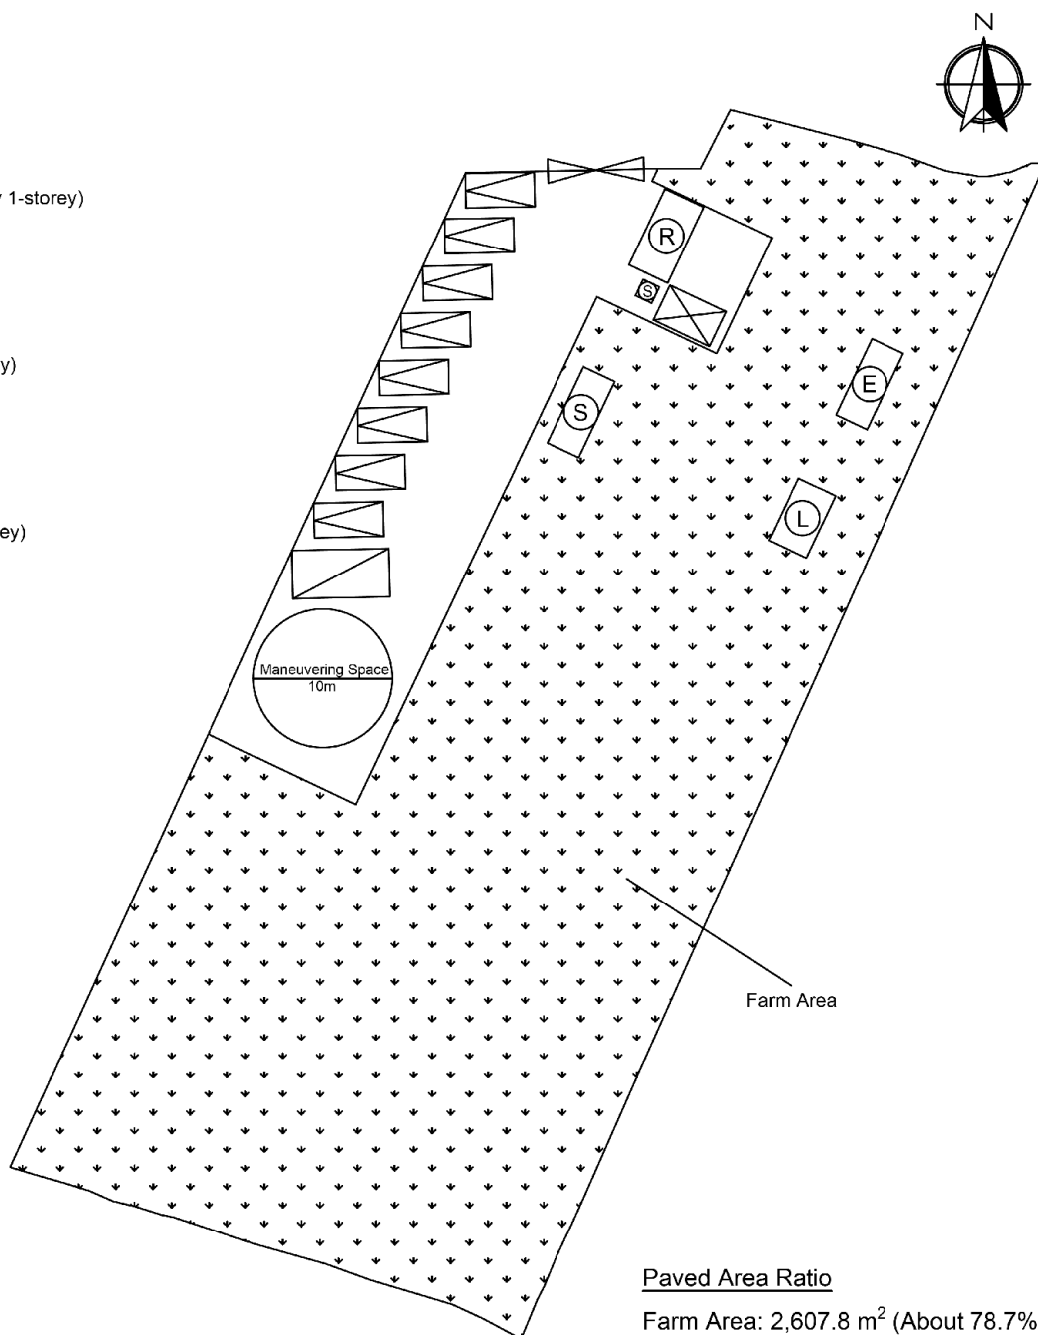 N
/ 1-storey)
R
S
y)
E
S
L
ey)
Maneuvering Space
10m
Farm Area
Paved Area Ratio
Farm Area: 2,607.8 m² (About 78.7%